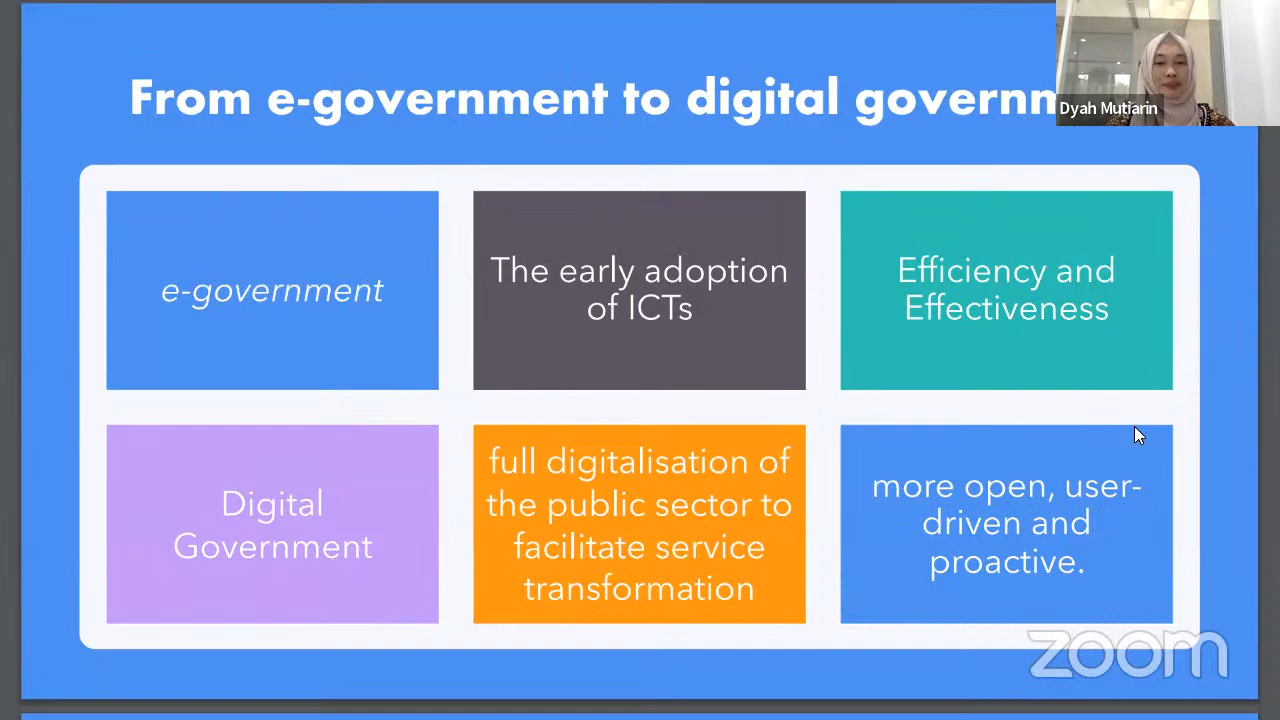 From e-government to digital governm
Dyah Mutiarin
e-government
The early adoption
of ICTs
Efficiency and
Effectiveness
Digital
Government
full digitalisation of
the public sector to
facilitate service
transformation
more open, user-
driven and
proactive.
zoom